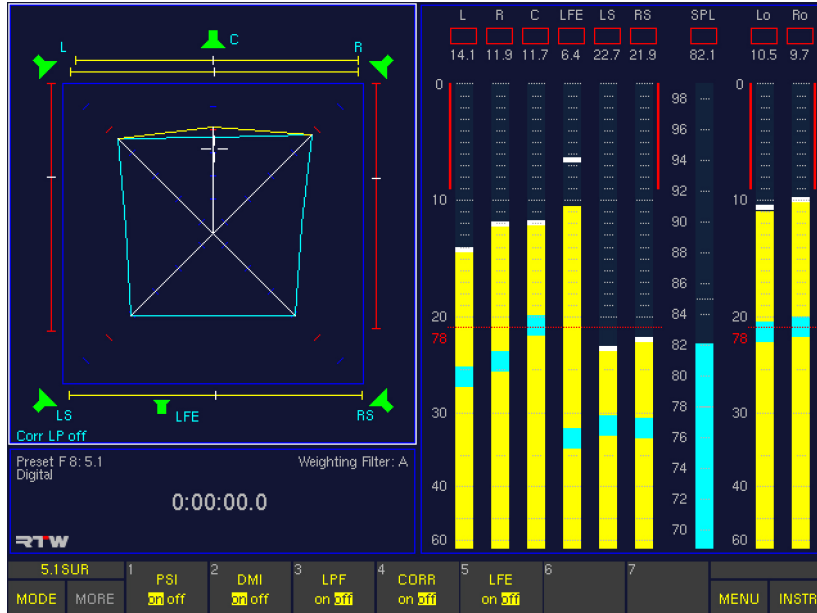 L R C LFE LS RS SPL Lo Ro
14.1 11.9 11.7 6.4 22.7 21.9 82.1 10.5 9.7
C
L R
0 98 0
96
94
92
10 90 10
88
86
20 84 20
78 82 78
80
30 78 30
76
74
40 72 40
70
60 60
LS LFE RS
Corr LP off
Preset F 8: 5.1 Weighting Filter: A
Digital
0:00:00.0
RTW
5.1SUR 1 PSI 2 DMI 3 LPF 4 CORR 5 LFE 6 7
MODE MORE on off on off on off on off on off MENU INSTR